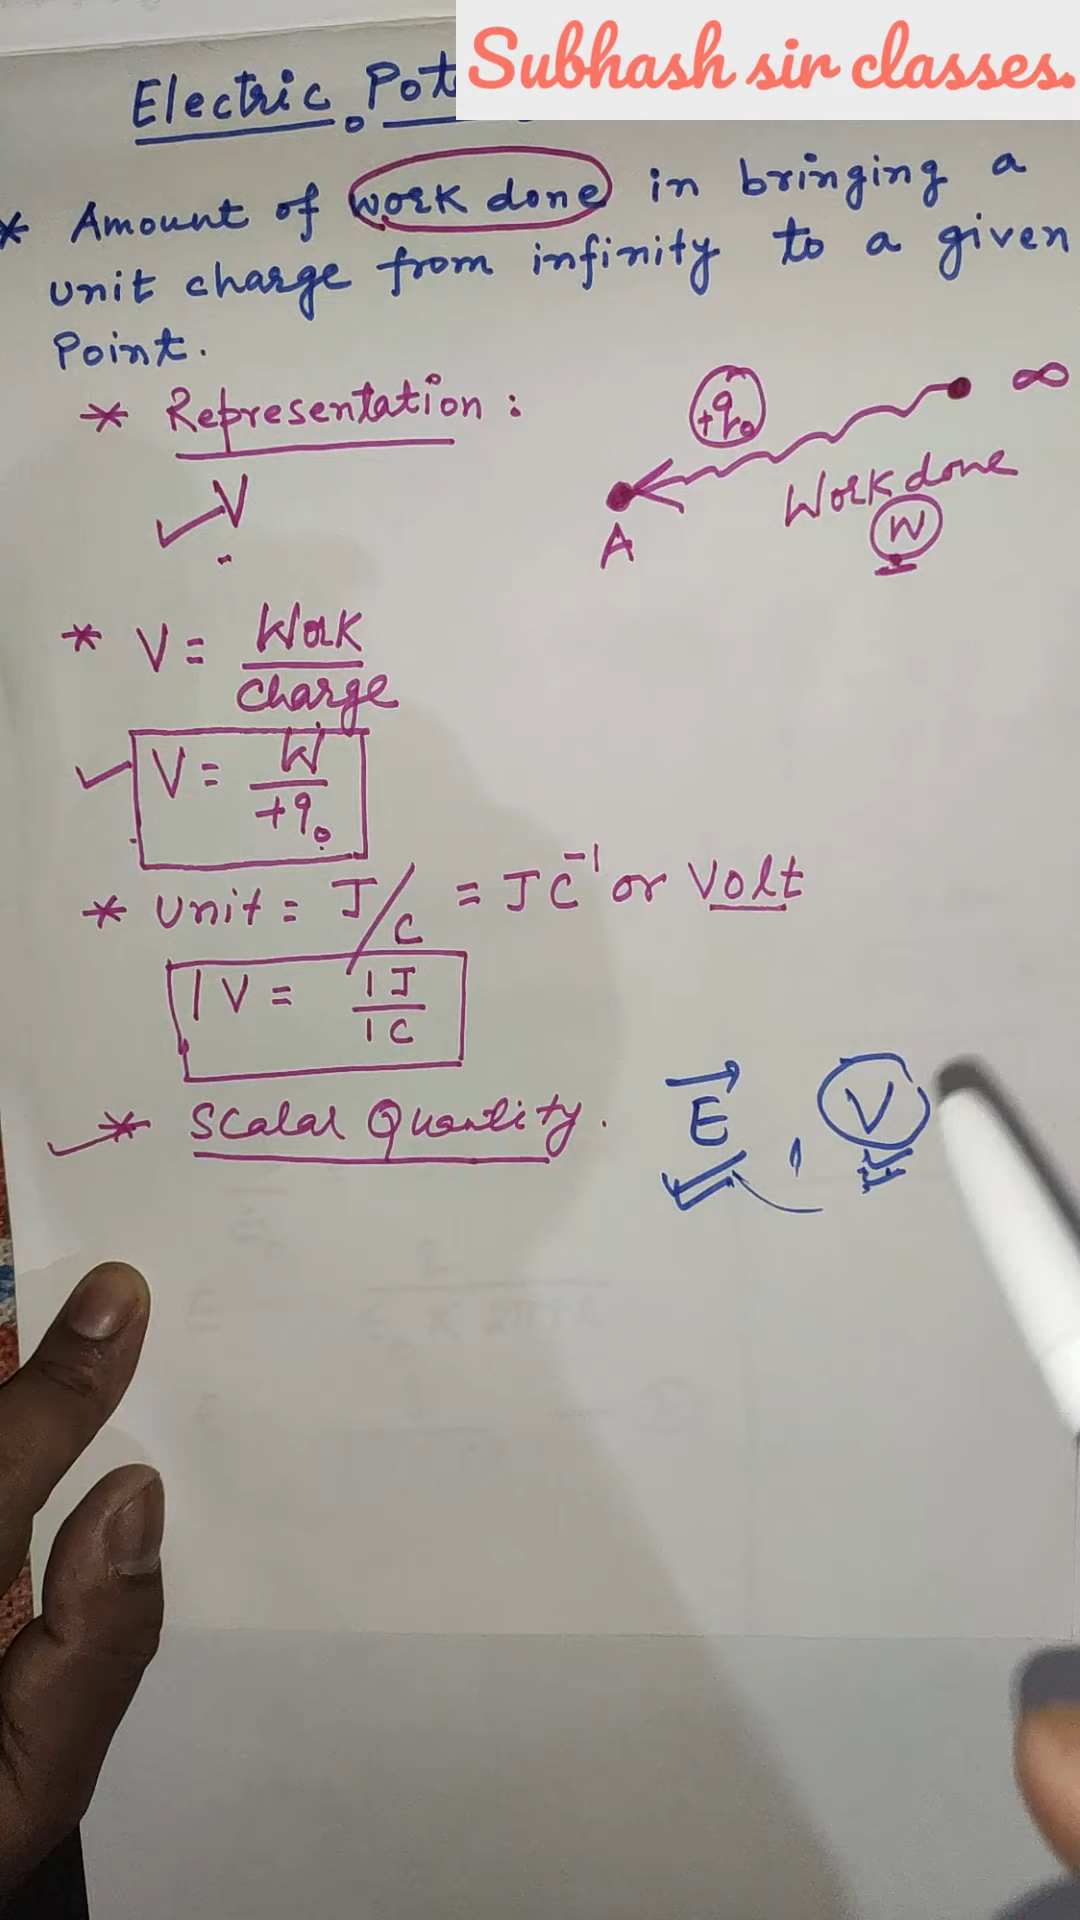 Subhash sir classes.
Electric Pot
* Amount of work done in bringing a
unit charge from infinity to a given
Point.
* Representation :
V
+q₀
∞
Work done
W
A
* V = Work
charge
V = W
+q₀
* Unit = J/C = JC⁻¹ or Volt
1V = 1J
1C
* Scalar Quantity.
E⃗ , V